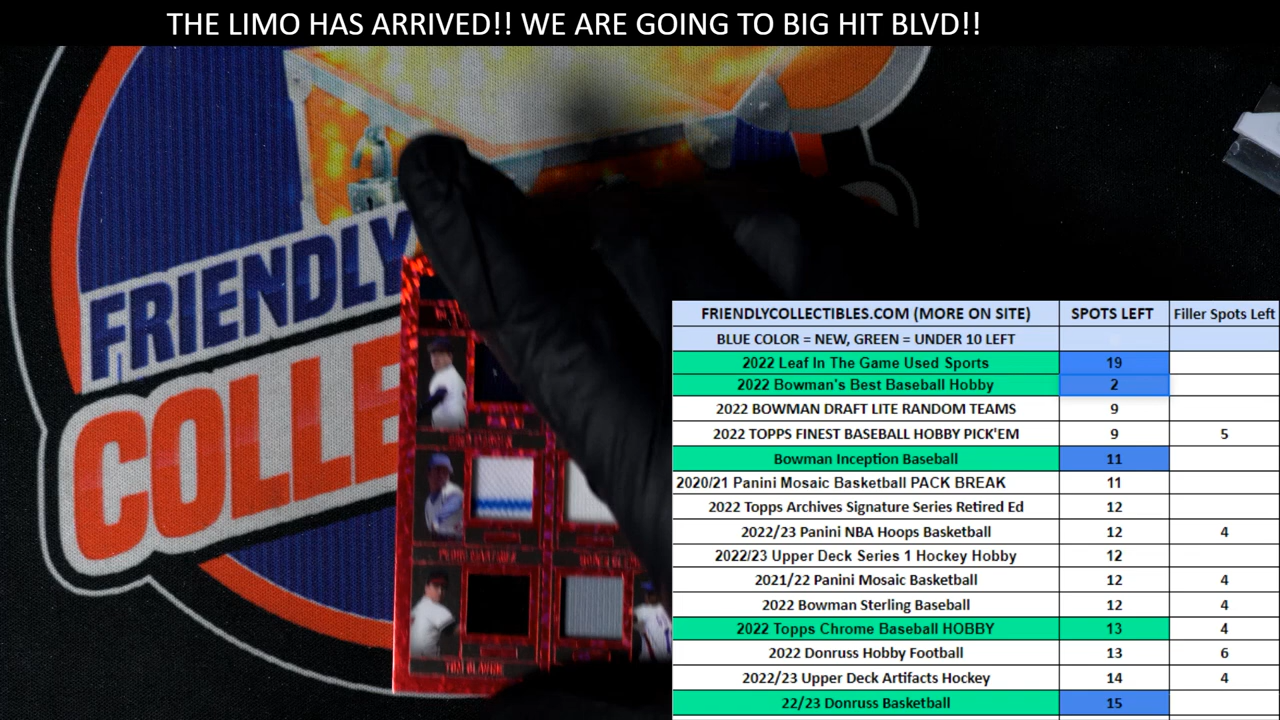 THE LIMO HAS ARRIVED!! WE ARE GOING TO BIG HIT BLVD!!
FRIENDLY
COLLE
TOM GLAVINE
FRIENDLYCOLLECTIBLES.COM (MORE ON SITE) SPOTS LEFT Filler Spots Left
BLUE COLOR = NEW, GREEN = UNDER 10 LEFT
2022 Leaf In The Game Used Sports 19
2022 Bowman's Best Baseball Hobby 2
2022 BOWMAN DRAFT LITE RANDOM TEAMS 9
2022 TOPPS FINEST BASEBALL HOBBY PICK'EM 9 5
Bowman Inception Baseball 11
2020/21 Panini Mosaic Basketball PACK BREAK 11
2022 Topps Archives Signature Series Retired Ed 12
2022/23 Panini NBA Hoops Basketball 12 4
2022/23 Upper Deck Series 1 Hockey Hobby 12
2021/22 Panini Mosaic Basketball 12 4
2022 Bowman Sterling Baseball 12 4
2022 Topps Chrome Baseball HOBBY 13 4
2022 Donruss Hobby Football 13 6
2022/23 Upper Deck Artifacts Hockey 14 4
22/23 Donruss Basketball 15